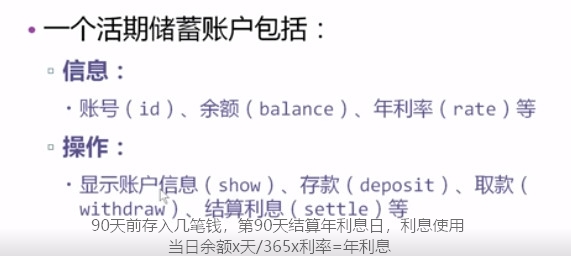 • 一个活期储蓄账户包括：
▫ 信息：
• 账号（id）、余额（balance）、年利率（rate）等
▫ 操作：
• 显示账户信息（show）、存款（deposit）、取款（
withdraw）、结算利息（settle）等
90天前存入几笔钱，第90天结算年利息日，利息使用
当日余额x天/365x利率=年利息